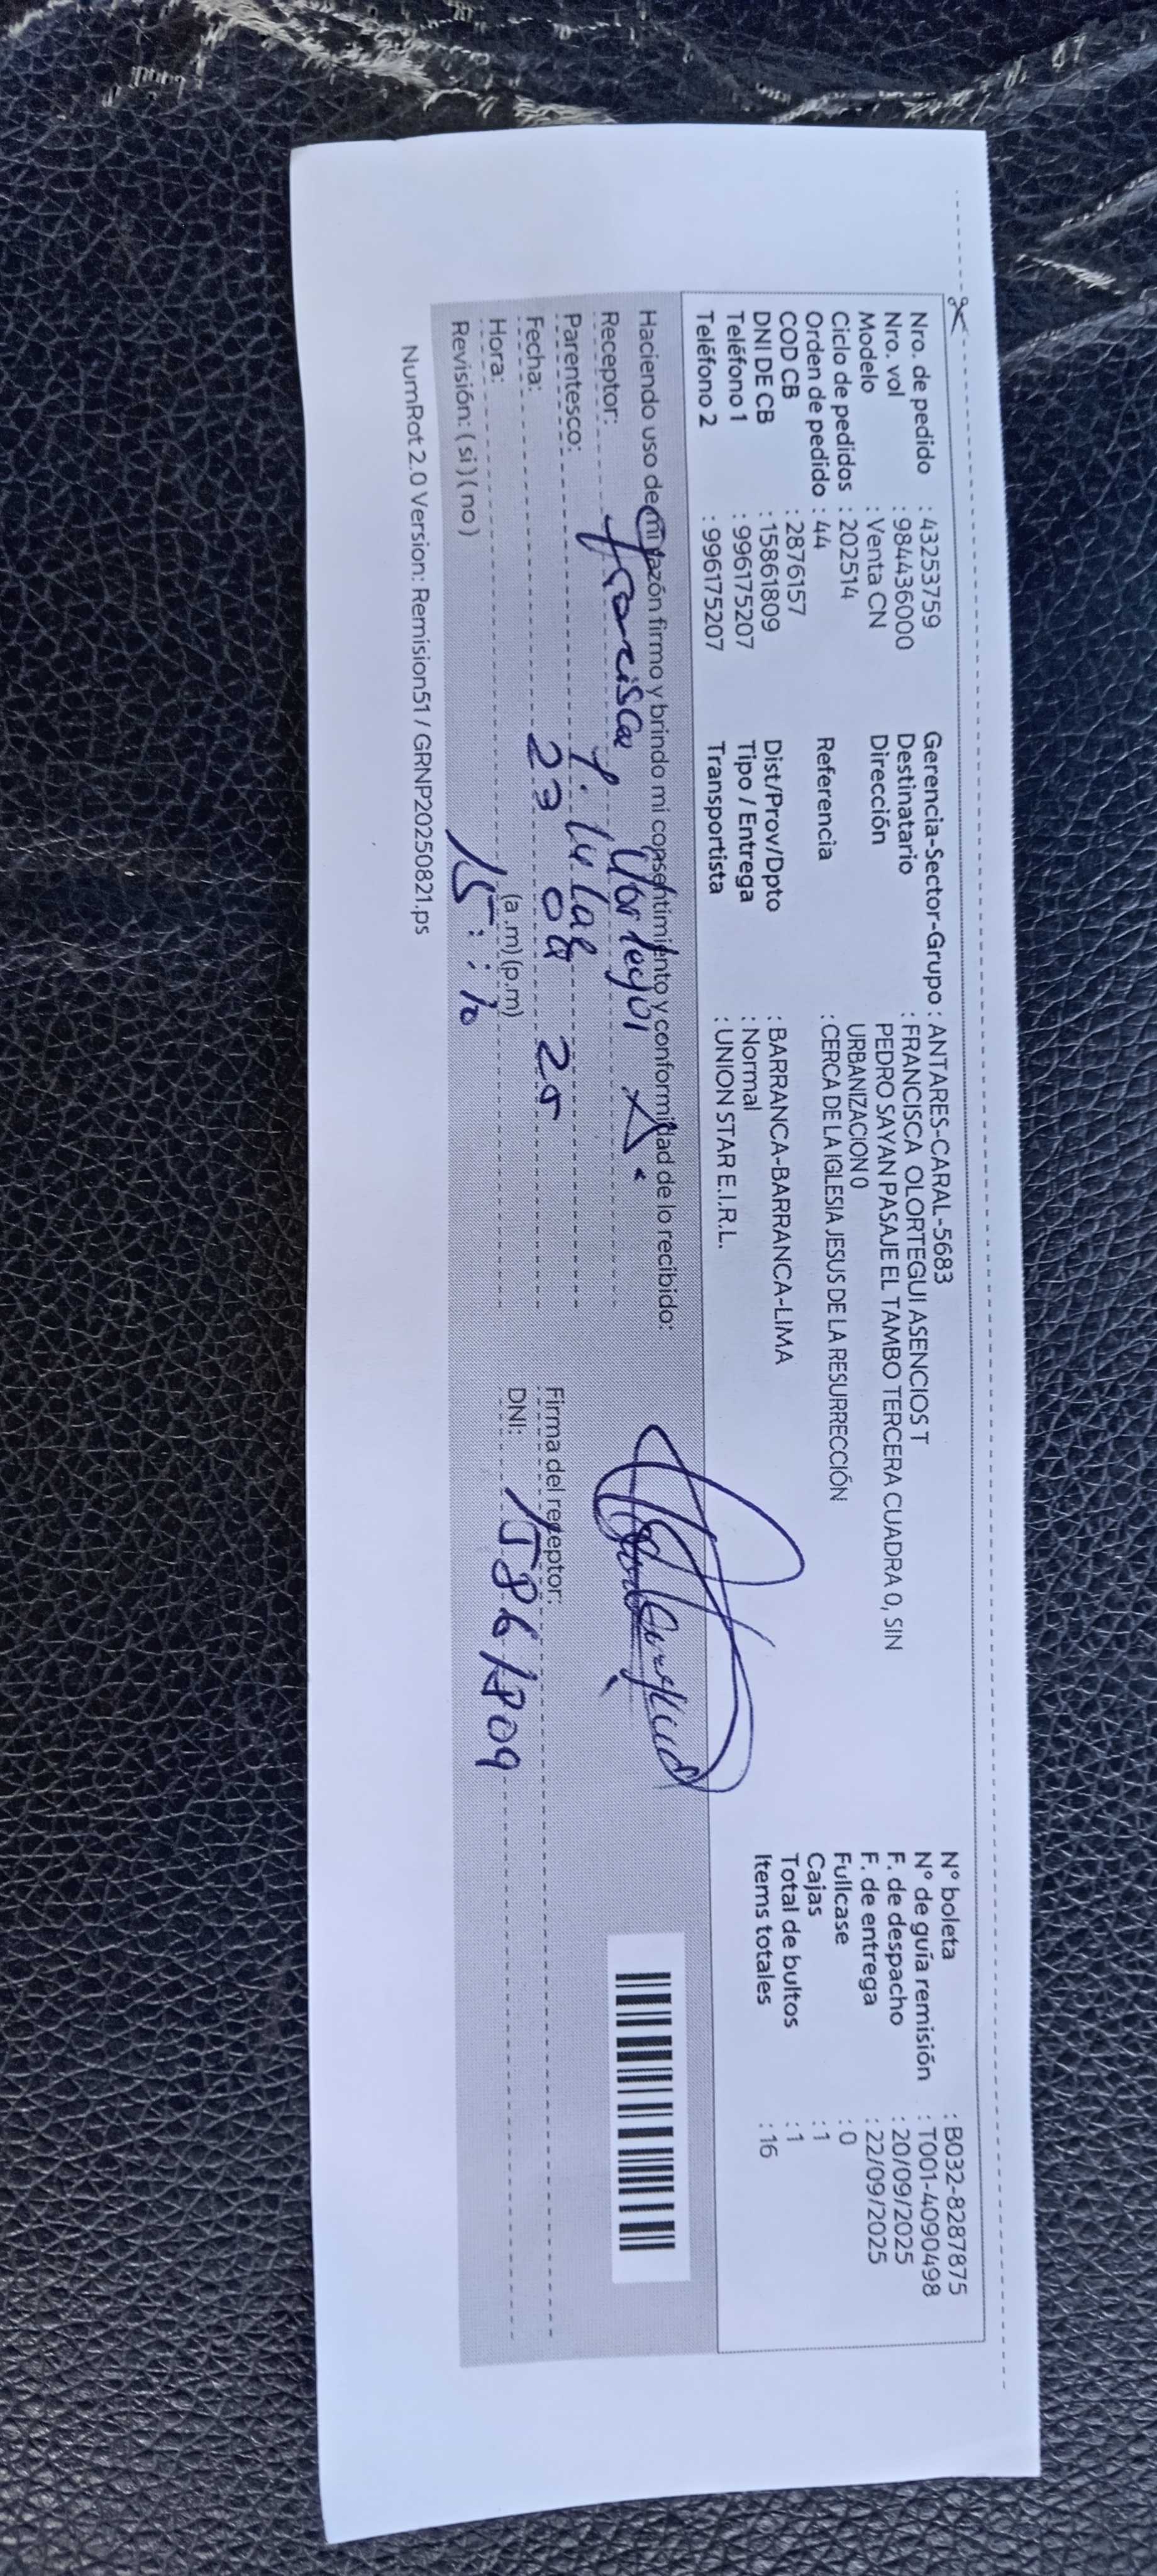 Nro. de pedido : 43253759
Nro. vol : 984436000
Modelo : Venta CN
Ciclo de pedidos : 202514
Orden de pedido : 44
COD CB : 2876157
DNI DE CB : 15861809
Teléfono 1 : 996175207
Teléfono 2 : 996175207
Gerencia-Sector-Grupo : ANTARES-CARAL-5683
Destinatario : FRANCISCA OLORTEGUI ASENCIOS T
Dirección PEDRO SAYAN PASAJE EL TAMBO TERCERA CUADRA 0, SIN
URBANIZACION 0
Referencia : CERCA DE LA IGLESIA JESUS DE LA RESURRECCIÓN
Dist/Prov/Dpto : BARRANCA-BARRANCA-LIMA
Tipo / Entrega : Normal
Transportista : UNION STAR E.I.R.L.
N° boleta : B032-8287875
N° de guía remisión : T001-4090498
F. de despacho : 20/09/2025
F. de entrega : 22/09/2025
Fullcase : 0
Cajas : 1
Total de bultos : 1
Items totales : 16
Haciendo uso de mi razón firmo y brindo mi consentimiento y conformidad de lo recibido:
Receptor: Francisca
Parentesco:
Fecha: 23 25
Hora: (a.m) (p.m) 15:10
Revisión: (si) (no)
Firma del receptor:
DNI: 15861809
NumRot 2.0 Version: Remision51 / GRNP20250821.ps